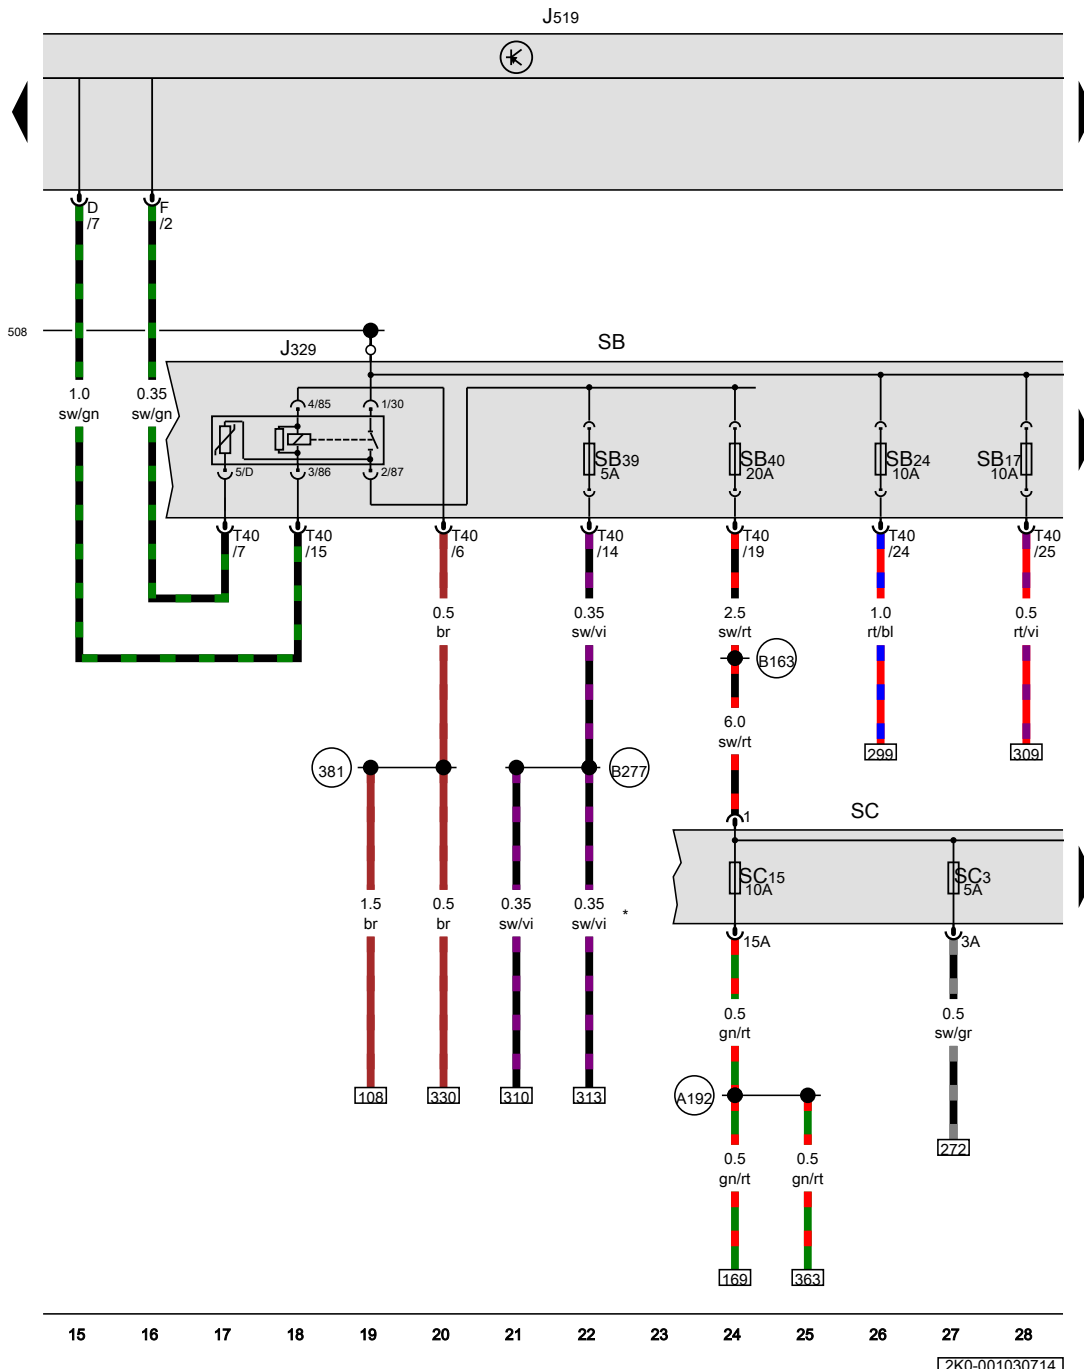 J519
D
/7
F
/2
508
J329
SB
1.0
sw/gn
0.35
sw/gn
4/85
1/30
5/D
3/86
2/87
SB39
5A
SB40
20A
SB24
10A
SB17
10A
T40
/7
T40
/15
T40
/6
T40
/14
T40
/19
T40
/24
T40
/25
0.5
br
0.35
sw/vi
2.5
sw/rt
1.0
rt/bl
0.5
rt/vi
B163
6.0
sw/rt
299
309
381
B277
1
SC
SC15
10A
SC3
5A
1.5
br
0.5
br
0.35
sw/vi
0.35
sw/vi
*
15A
3A
0.5
gn/rt
0.5
sw/gr
108
330
310
313
A192
272
0.5
gn/rt
0.5
gn/rt
169
363
15 16 17 18 19 20 21 22 23 24 25 26 27 28
2K0-001030714